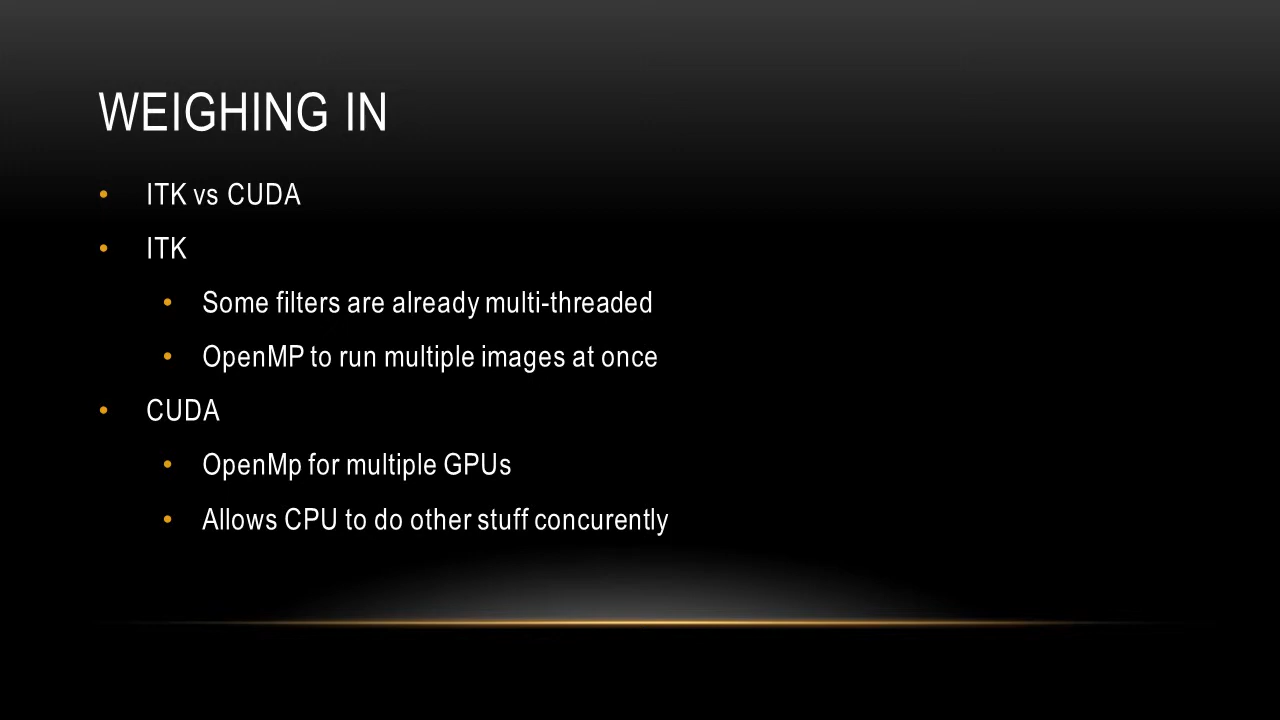 WEIGHING IN
• ITK vs CUDA
• ITK
• Some filters are already multi-threaded
• OpenMP to run multiple images at once
• CUDA
• OpenMp for multiple GPUs
• Allows CPU to do other stuff concurently